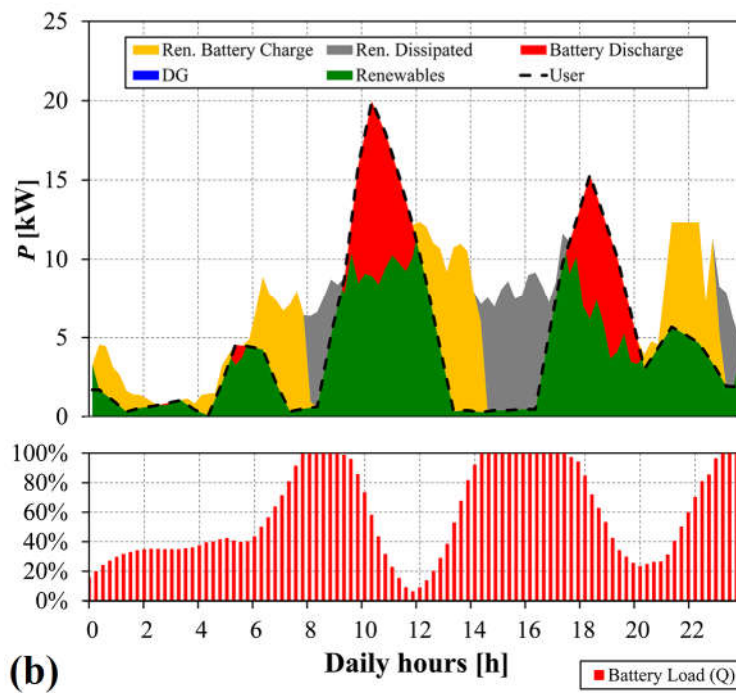 25
Ren. Battery Charge Ren. Dissipated Battery Discharge
DG Renewables User
20
15
P [kW]
10
5
0
100%
80%
60%
40%
20%
0%
0 2 4 6 8 10 12 14 16 18 20 22
(b) Daily hours [h]
Battery Load (Q)